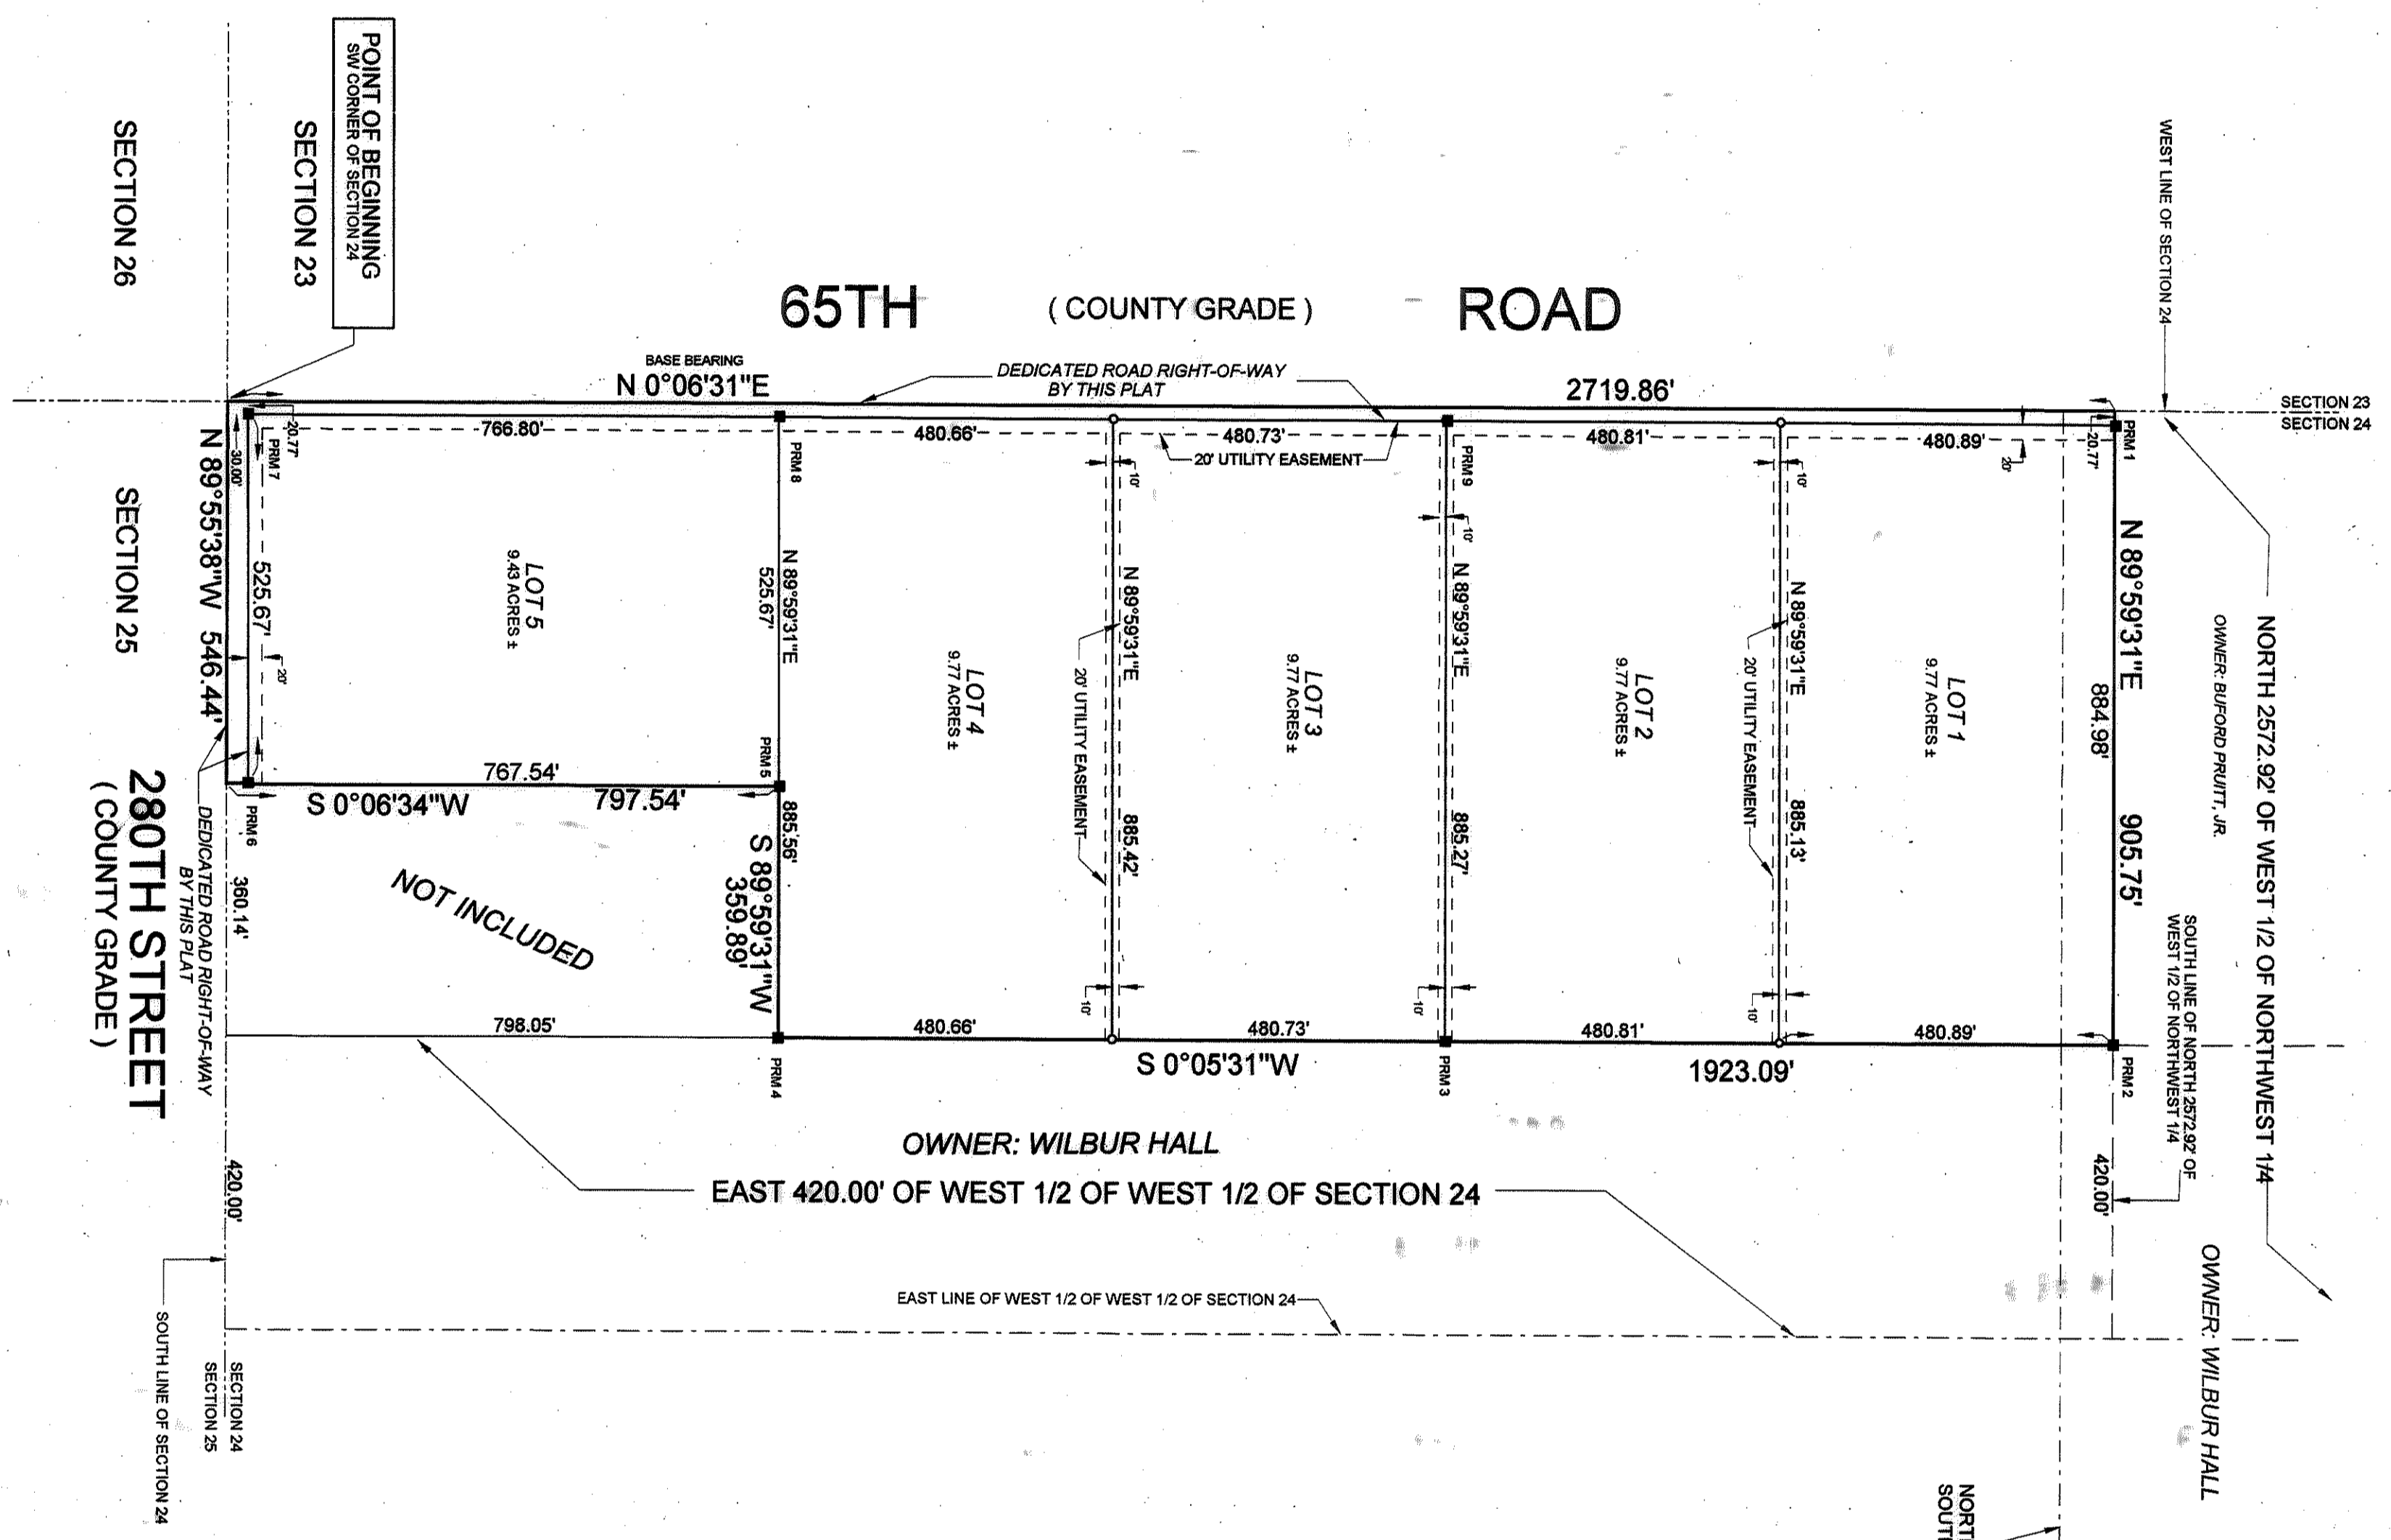 POINT OF BEGINNING
SW CORNER OF SECTION 24
SECTION 26
SECTION 23
65TH
( COUNTY GRADE )
ROAD
WEST LINE OF SECTION 24
BASE BEARING
N 0°06'31"E
DEDICATED ROAD RIGHT-OF-WAY
BY THIS PLAT
2719.86'
SECTION 23
SECTION 24
20.77'
766.80'
480.66'
480.73'
480.81'
480.89'
20.77'
PRM 1
20'
20' UTILITY EASEMENT
30.00'
PRM 7
PRM 8
10'
PRM 9
10'
10'
N 89°55'38"W 546.44'
SECTION 25
525.67'
20'
LOT 5
9.43 ACRES ±
N 89°59'31"E
525.67'
LOT 4
9.77 ACRES ±
N 89°59'31"E
885.42'
20' UTILITY EASEMENT
LOT 3
9.77 ACRES ±
N 89°59'31"E
885.27'
LOT 2
9.77 ACRES ±
N 89°59'31"E
885.13'
20' UTILITY EASEMENT
LOT 1
9.77 ACRES ±
N 89°59'31"E
884.98'
905.75'
OWNER: BUFORD PRUITT, JR.
NORTH 2572.92' OF WEST 1/2 OF NORTHWEST 1/4
SOUTH LINE OF NORTH 2572.92' OF
WEST 1/2 OF NORTHWEST 1/4
767.54'
PRM 5
S 0°06'34"W
797.54'
PRM 6
885.56'
S 89°59'31"W
359.89'
NOT INCLUDED
280TH STREET
( COUNTY GRADE )
DEDICATED ROAD RIGHT-OF-WAY
BY THIS PLAT
360.14'
798.05'
480.66'
10'
480.73'
10'
480.81'
10'
480.89'
PRM 4
S 0°05'31"W
PRM 3
1923.09'
PRM 2
OWNER: WILBUR HALL
EAST 420.00' OF WEST 1/2 OF WEST 1/2 OF SECTION 24
420.00'
420.00'
EAST LINE OF WEST 1/2 OF WEST 1/2 OF SECTION 24
OWNER: WILBUR HALL
SOUTH LINE OF SECTION 24
SECTION 24
SECTION 25
NORT